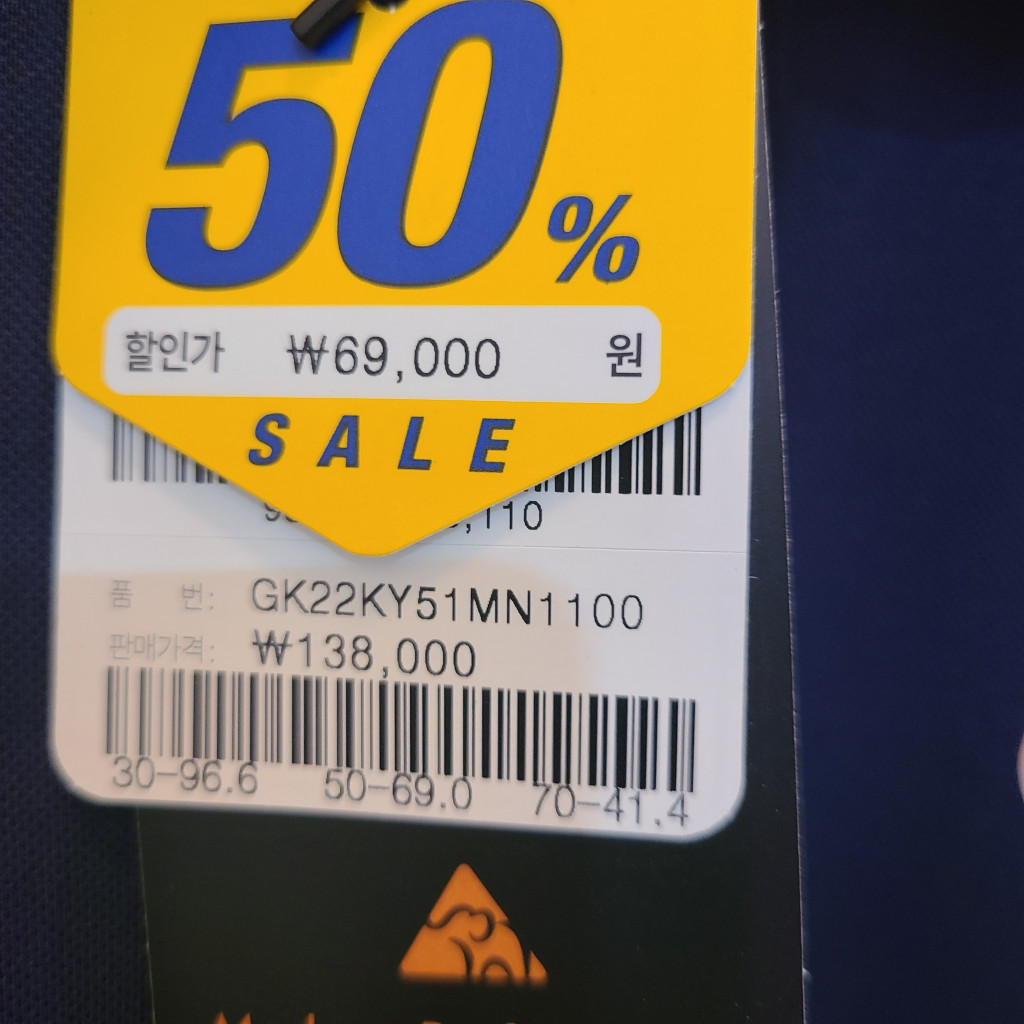 50%
할인가 ₩69,000 원
SALE
,110
품 번: GK22KY51MN1100
판매가격: ₩138,000
30-96.6 50-69.0 70-41.4